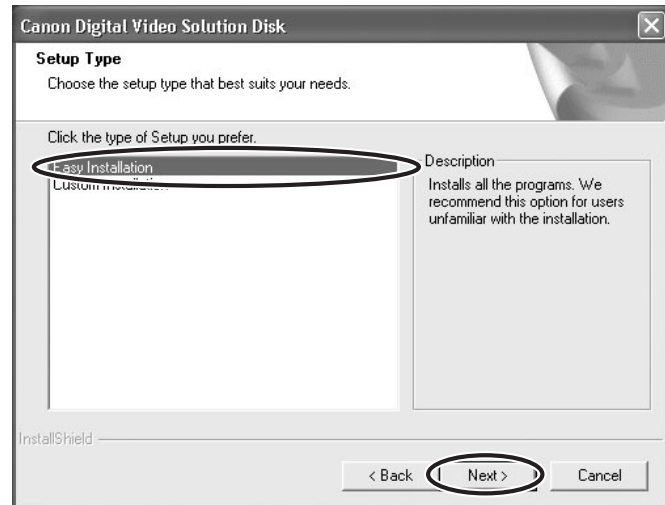 Canon Digital Video Solution Disk
Setup Type
Choose the setup type that best suits your needs.
Click the type of Setup you prefer.
Easy Installation
Custom Installation
Description
Installs all the programs. We
recommend this option for users
unfamiliar with the installation.
InstallShield
< Back
Next >
Cancel